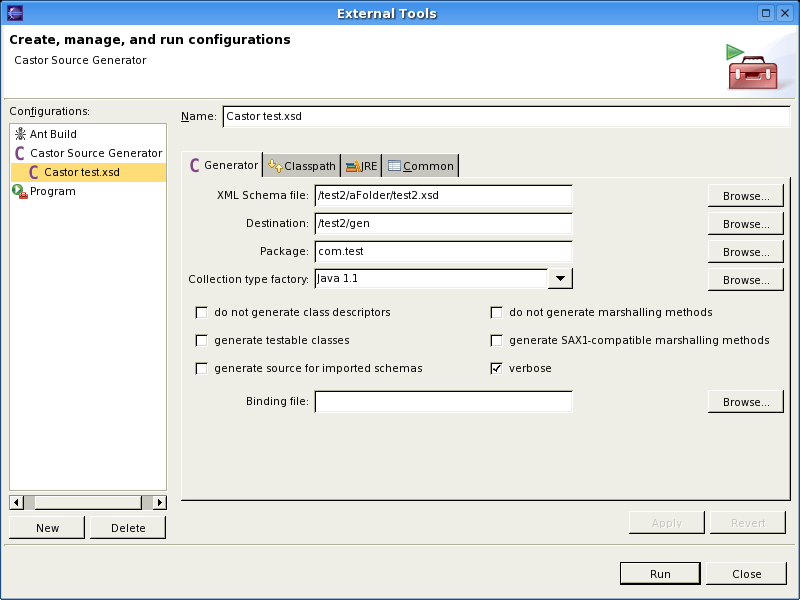 External Tools
Create, manage, and run configurations
Castor Source Generator
Configurations:
Ant Build
Castor Source Generator
Castor test.xsd
Program
New
Delete
Name: Castor test.xsd
Generator
Classpath
JRE
Common
XML Schema file: /test2/aFolder/test2.xsd Browse...
Destination: /test2/gen Browse...
Package: com.test Browse...
Collection type factory: Java 1.1 Browse...
do not generate class descriptors
do not generate marshalling methods
generate testable classes
generate SAX1-compatible marshalling methods
generate source for imported schemas
verbose
Binding file: Browse...
Apply
Revert
Run
Close